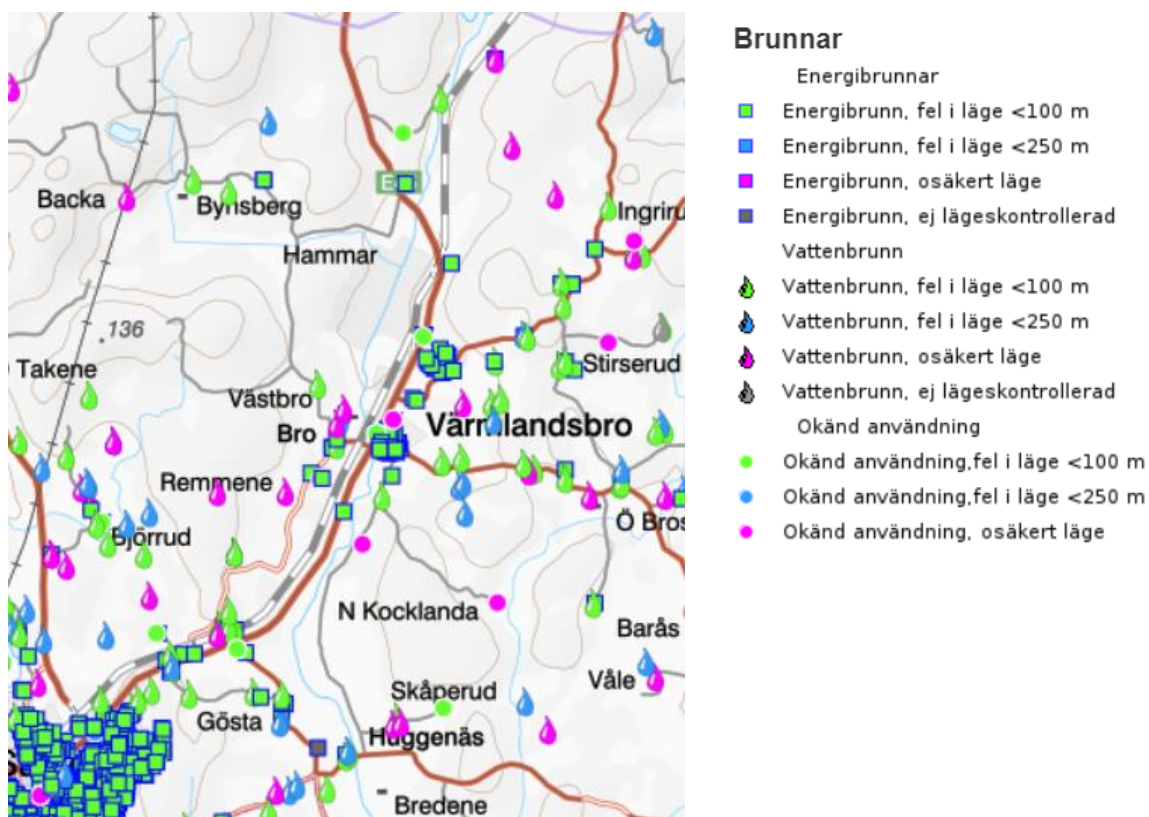 Backa
Bynsberg
Hammar
.136
Takene
Västbro
Stirserud
Bro
Värmlandsbro
Remmene
Björrud
Ö Bros
N Kocklanda
Barås
Våle
Skåperud
Gösta
Huggenäs
Bredene
Brunnar
Energibrunnar
Energibrunn, fel i läge <100 m
Energibrunn, fel i läge <250 m
Energibrunn, osäkert läge
Energibrunn, ej lägeskontrollerad
Vattenbrunn
Vattenbrunn, fel i läge <100 m
Vattenbrunn, fel i läge <250 m
Vattenbrunn, osäkert läge
Vattenbrunn, ej lägeskontrollerad
Okänd användning
Okänd användning,fel i läge <100 m
Okänd användning,fel i läge <250 m
Okänd användning, osäkert läge